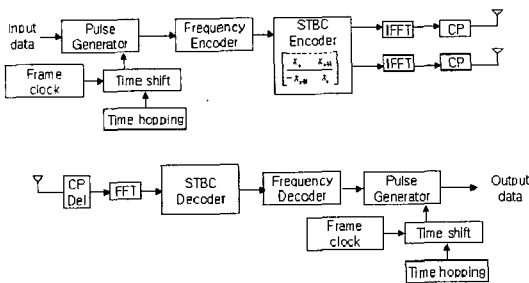 Input data
Pulse Generator
Frequency Encoder
STBC Encoder
IFFT
CP
IFFT
CP
Frame clock
Time shift
Time hopping
CP Del
FFT
STBC Decoder
Frequency Decoder
Pulse Generator
Output data
Frame clock
Time shift
Time hopping